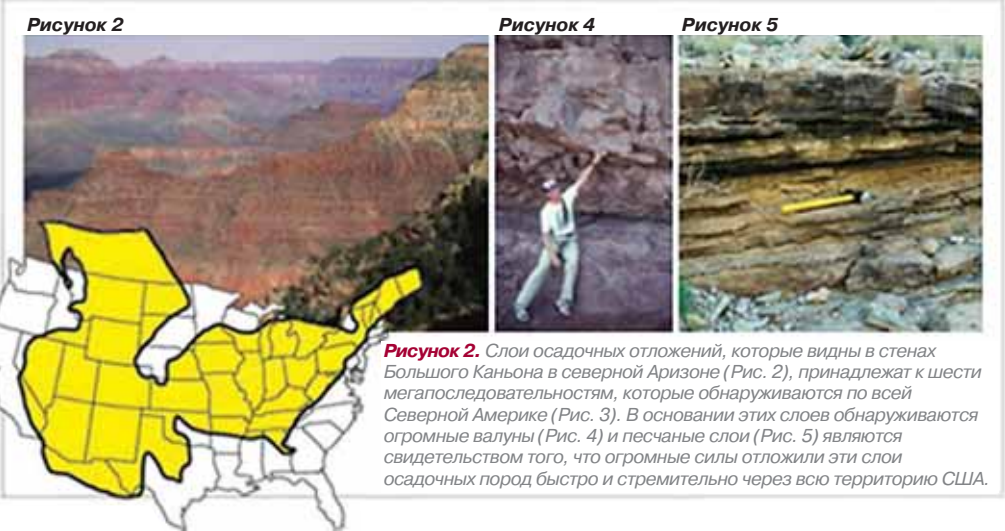 Рисунок 2
Рисунок 4
Рисунок 5
Рисунок 2. Слои осадочных отложений, которые видны в стенах
Большого Каньона в северной Аризоне (Рис. 2), принадлежат к шести
мегапоследовательностям, которые обнаруживаются по всей
Северной Америке (Рис. 3). В основании этих слоев обнаруживаются
огромные валуны (Рис. 4) и песчаные слои (Рис. 5) являются
свидетельством того, что огромные силы отложили эти слои
осадочных пород быстро и стремительно через всю территорию США.